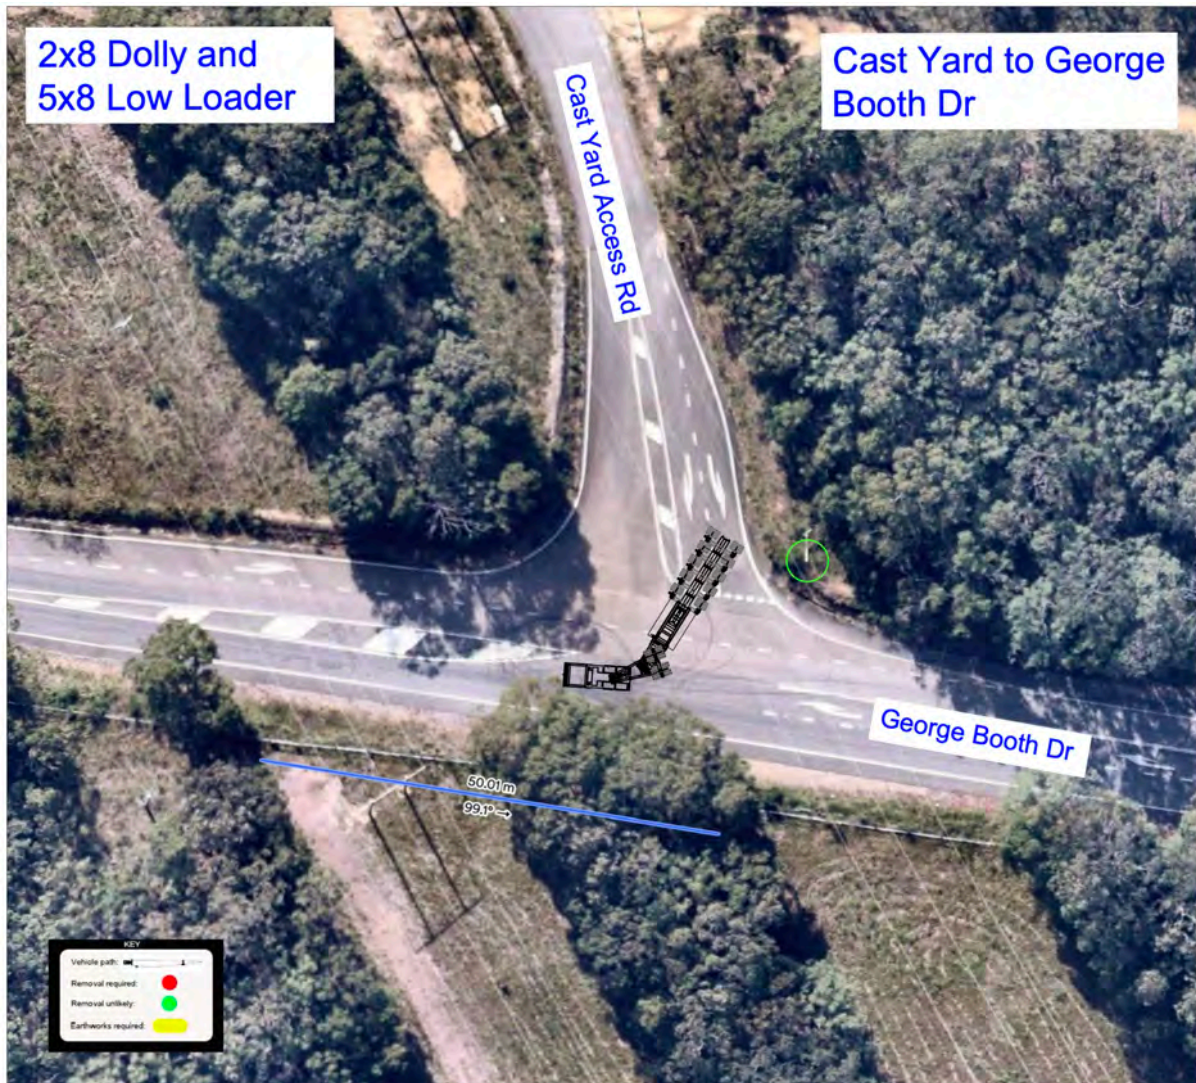 2x8 Dolly and
5x8 Low Loader
Cast Yard to George
Booth Dr
Cast Yard Access Rd
George Booth Dr
50.01 m
99.1° →
KEY
Vehicle path:
Removal required:
Removal unlikely:
Earthworks required: